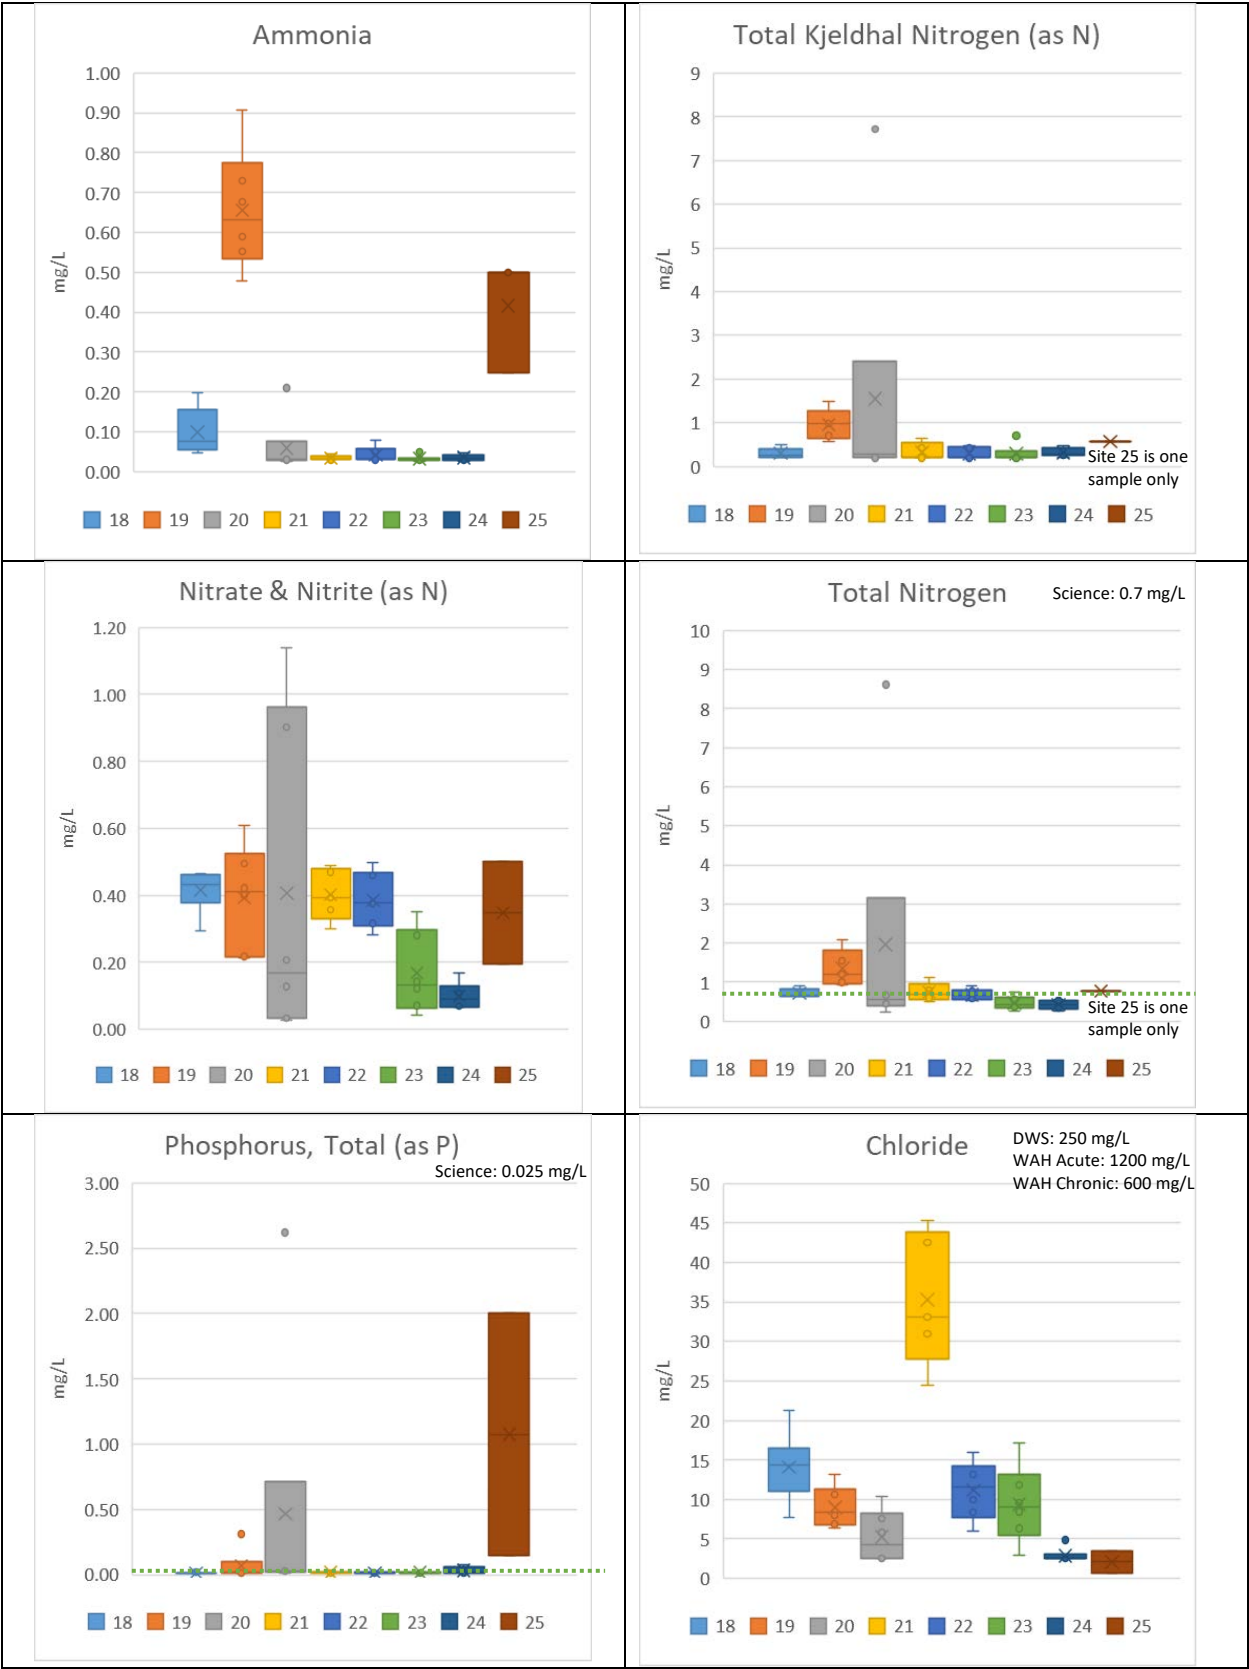 Ammonia
1.00
0.90
0.80
0.70
0.60
0.50
0.40
0.30
0.20
0.10
0.00
mg/L
18 19 20 21 22 23 24 25
Total Kjeldhal Nitrogen (as N)
9
8
7
6
5
4
3
2
1
0
mg/L
Site 25 is one
sample only
18 19 20 21 22 23 24 25
Nitrate & Nitrite (as N)
1.20
1.00
0.80
0.60
0.40
0.20
0.00
mg/L
18 19 20 21 22 23 24 25
Total Nitrogen
Science: 0.7 mg/L
10
9
8
7
6
5
4
3
2
1
0
mg/L
Site 25 is one
sample only
18 19 20 21 22 23 24 25
Phosphorus, Total (as P)
Science: 0.025 mg/L
3.00
2.50
2.00
1.50
1.00
0.50
0.00
mg/L
18 19 20 21 22 23 24 25
Chloride
DWS: 250 mg/L
WAH Acute: 1200 mg/L
WAH Chronic: 600 mg/L
50
45
40
35
30
25
20
15
10
5
0
mg/L
18 19 20 21 22 23 24 25